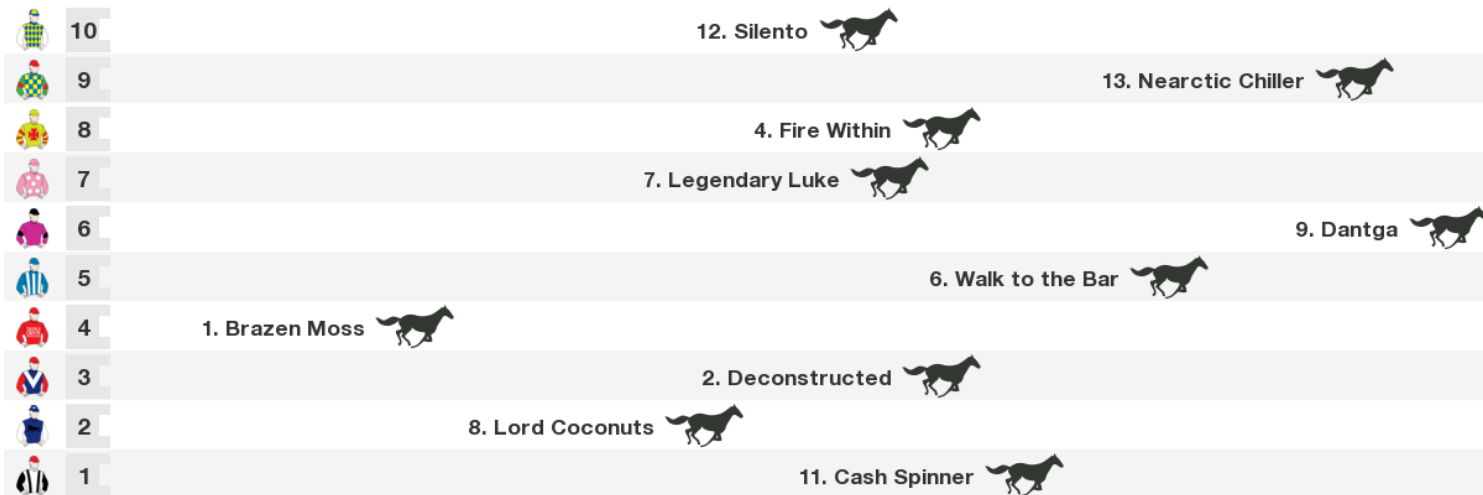 10 12. Silento
9 13. Nearctic Chiller
8 4. Fire Within
7 7. Legendary Luke
6 9. Dantga
5 6. Walk to the Bar
4 1. Brazen Moss
3 2. Deconstructed
2 8. Lord Coconuts
1 11. Cash Spinner